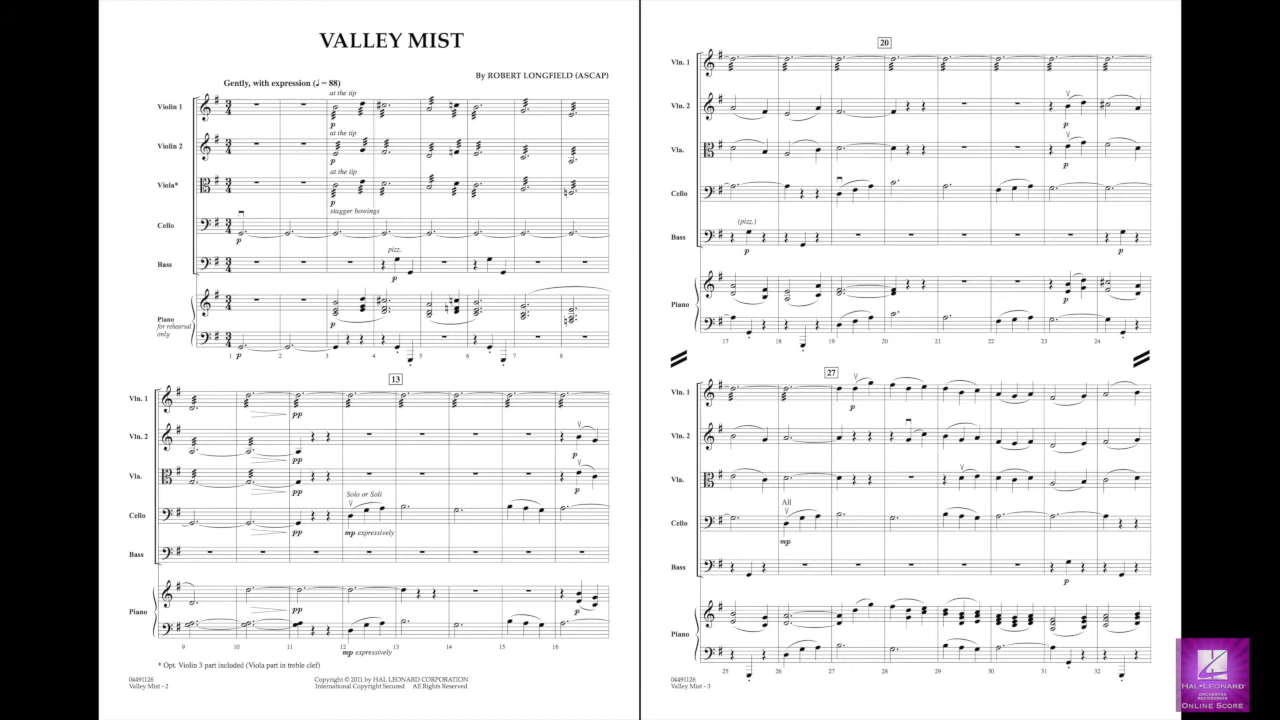 VALLEY MIST
By ROBERT LONGFIELD (ASCAP)
Gently, with expression (♩ = 88)
at the tip
Violin 1
p
at the tip
Violin 2
p
at the tip
Viola*
p
stagger bowings
Cello
p
pizz.
Bass
p
Piano
for rehearsal
only
p
1 p 2 3 4 5 6 7 8
13
Vln. 1
pp
Vln. 2
pp
p
Vla.
pp
p
Solo or Soli
Cello
mp expressively
Bass
Piano
pp
p
9 10 11 12 13 14 15 16
mp expressively
* Opt. Violin 3 part included (Viola part in treble clef)
04491126
Valley Mist - 2
Copyright © 2011 by HAL LEONARD CORPORATION
International Copyright Secured All Rights Reserved
20
Vln. 1
Vln. 2
p
Vla.
p
Cello
(pizz.)
Bass
p
p
Piano
p
17 18 19 20 21 22 23 24
27
Vln. 1
p
Vln. 2
p
Vla.
p
All
Cello
mp
Bass
p
Piano
25 26 27 28 29 30 31 32
04491126
Valley Mist - 3
HAL•LEONARD
ORCHESTRA
RECORDINGS
ONLINE SCORE